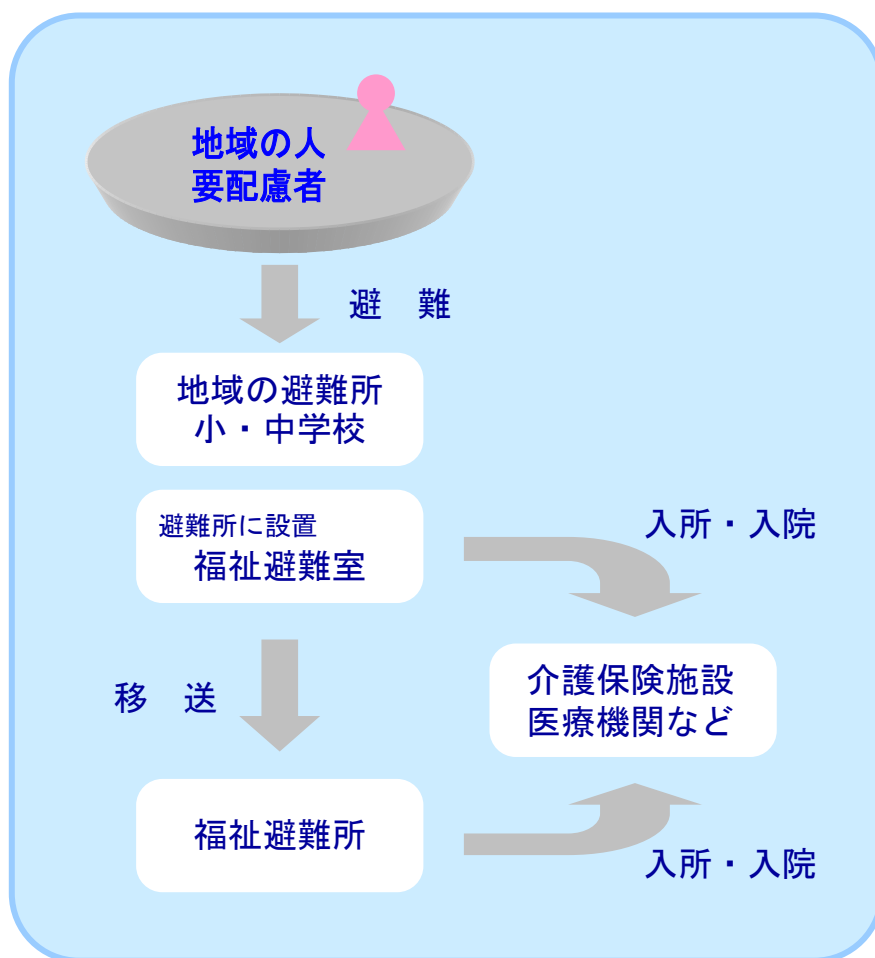 地域の人
要配慮者
避　難
地域の避難所
小・中学校
避難所に設置
福祉避難室
入所・入院
移　送
介護保険施設
医療機関など
福祉避難所
入所・入院